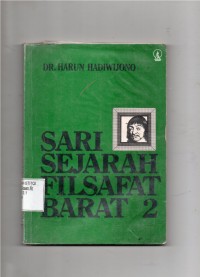 DR. HARUN HADIWIJONO
SARI
SEJARAH
FILSAFAT
BARAT 2